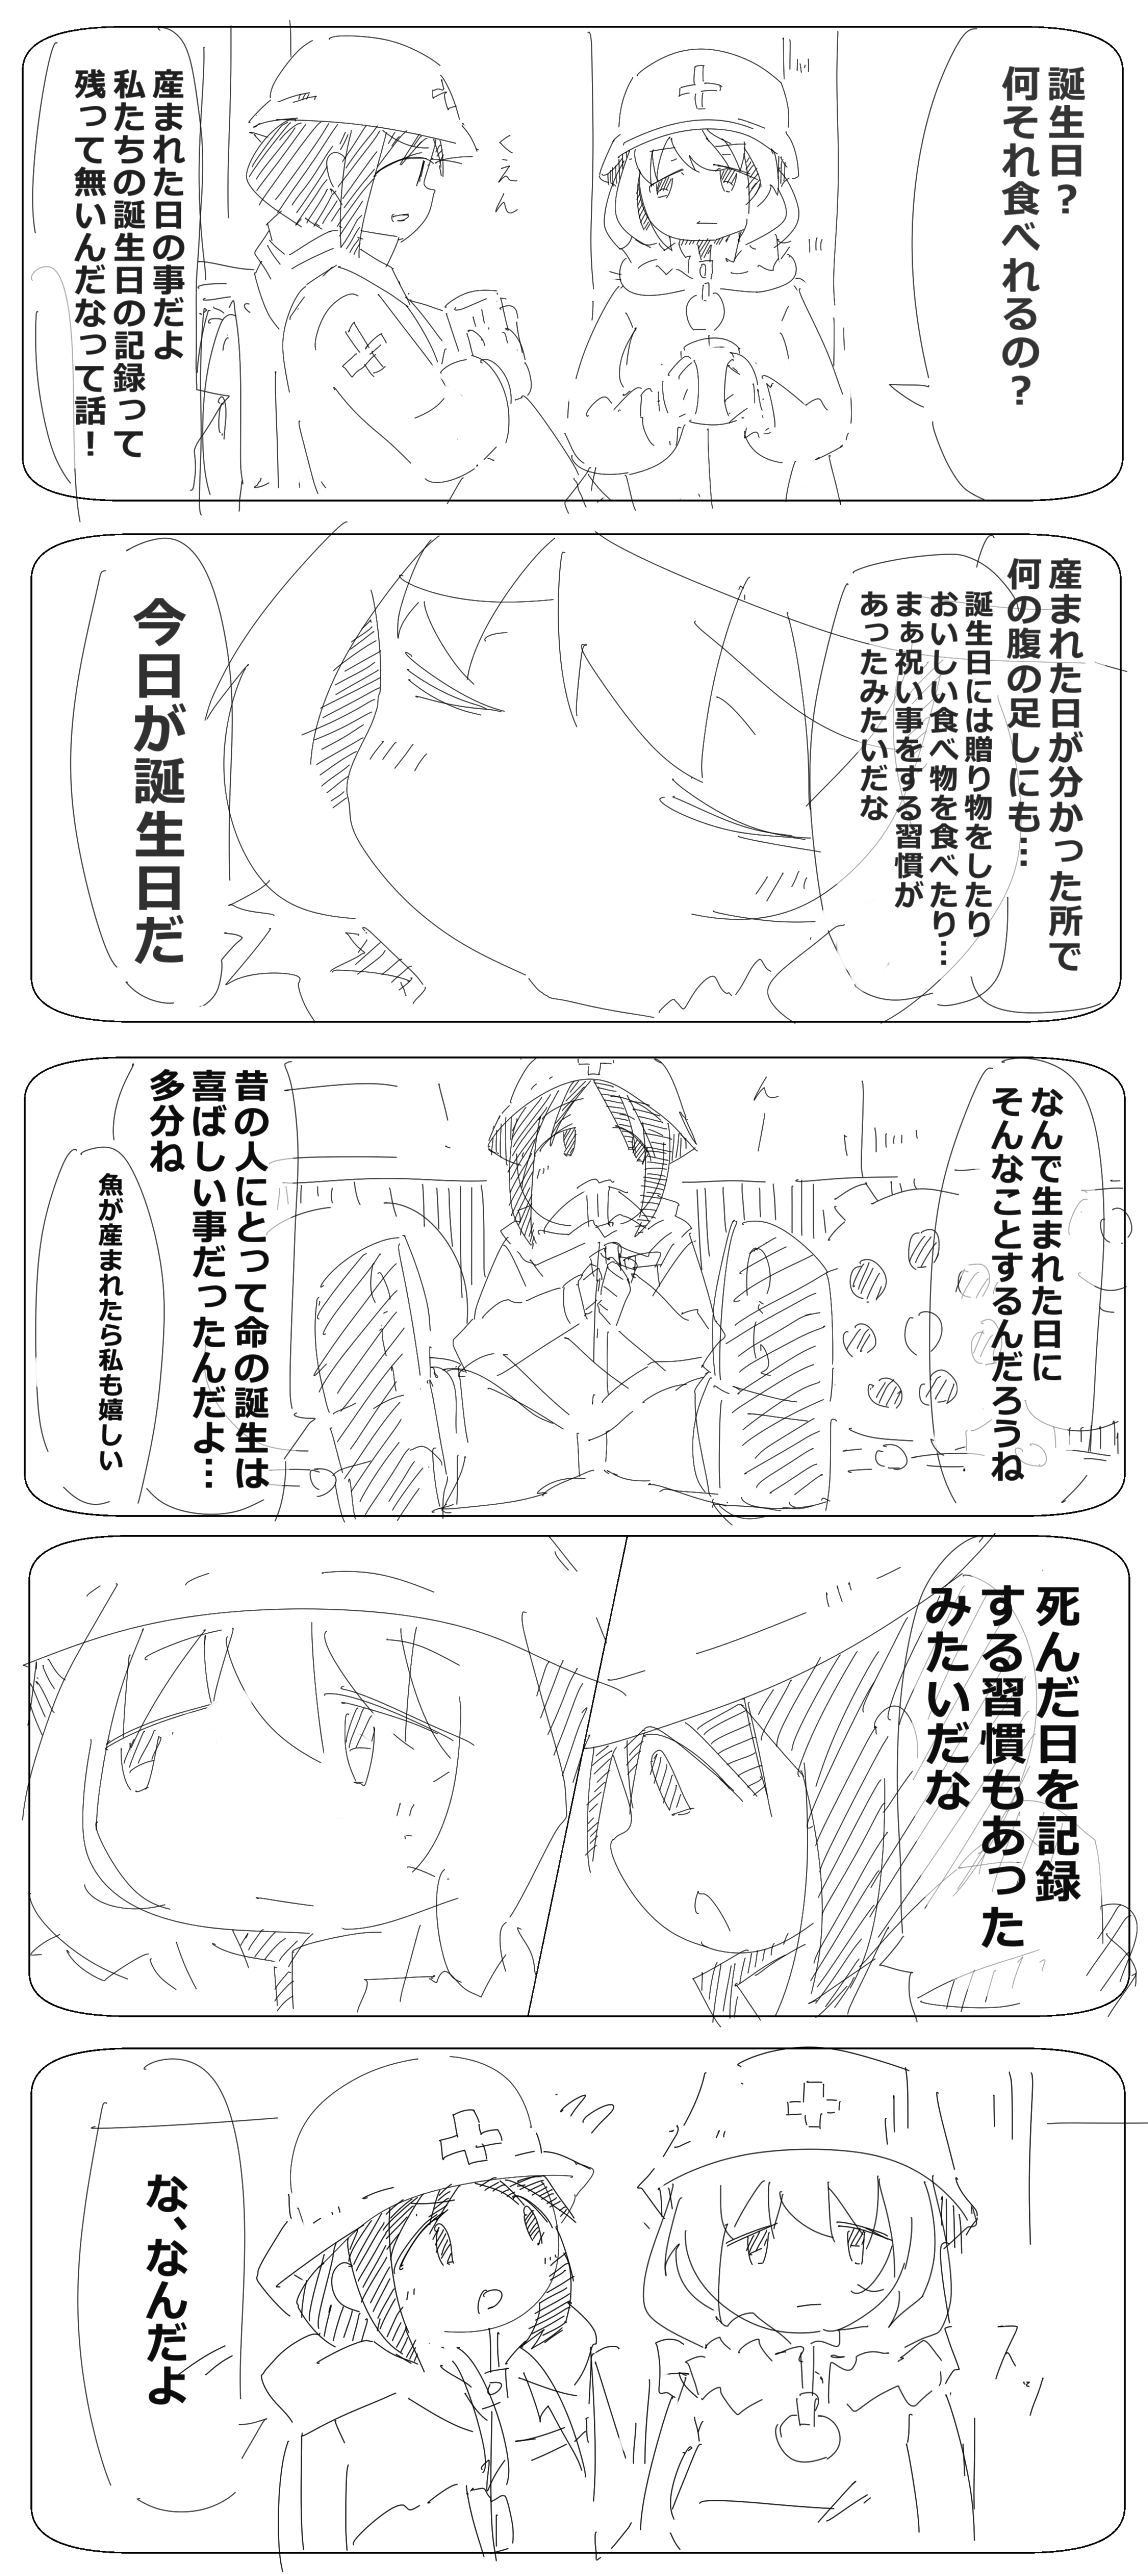 誕生日?
何それ食べれるの?
くぇん
産まれた日の事だよ
私たちの誕生日の記録って
残って無いんだなって話!
産まれた日が分かった所で
何の腹の足しにも…
誕生日には贈り物をしたり
おいしい食べ物を食べたり…
まぁ祝い事をする習慣が
あったみたいだな
今日が誕生日だ
なんで生まれた日に
そんなことするんだろうね
昔の人にとって命の誕生は
喜ばしい事だったんだよ…
多分ね
魚が産まれたら私も嬉しい
死んだ日を記録
する習慣もあった
みたいだな
スッ
な、なんだよ